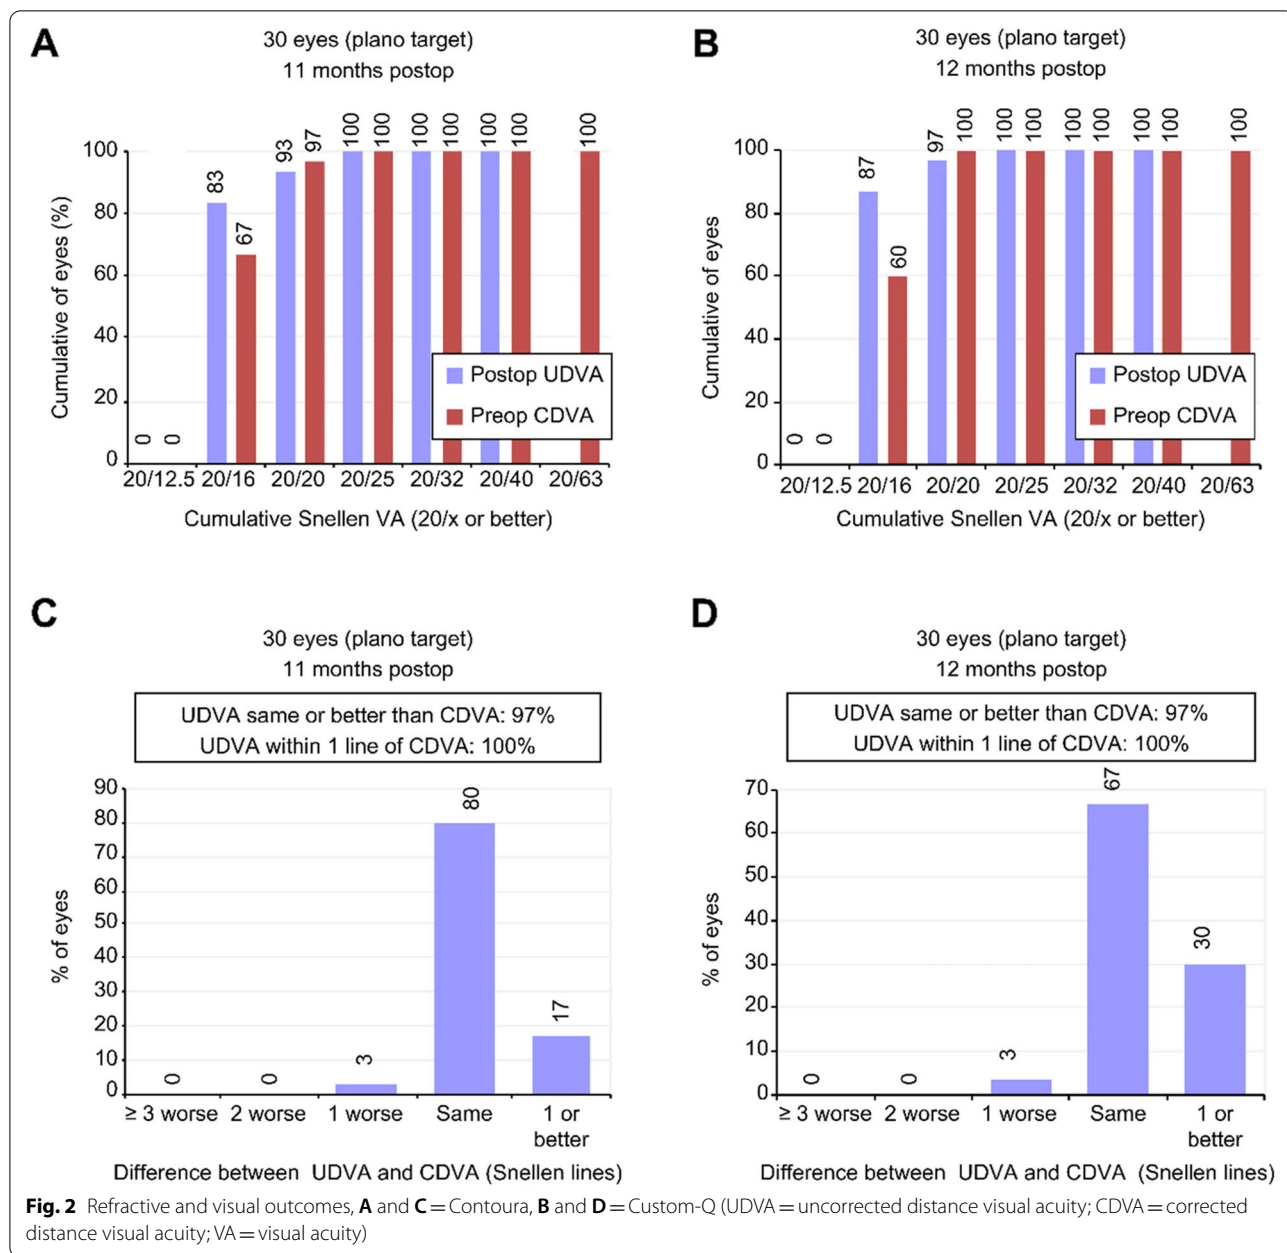 A
30 eyes (plano target)
11 months postop
Cumulative of eyes (%)
100
80
60
40
20
0
0 0 83 67 93 97 100 100 100 100 100 100 100
Postop UDVA
Preop CDVA
20/12.5 20/16 20/20 20/25 20/32 20/40 20/63
Cumulative Snellen VA (20/x or better)
B
30 eyes (plano target)
12 months postop
Cumulative of eyes
100
80
60
40
20
0
0 0 87 60 97 100 100 100 100 100 100 100 100
Postop UDVA
Preop CDVA
20/12.5 20/16 20/20 20/25 20/32 20/40 20/63
Cumulative Snellen VA (20/x or better)
C
30 eyes (plano target)
11 months postop
UDVA same or better than CDVA: 97%
UDVA within 1 line of CDVA: 100%
% of eyes
90
80
70
60
50
40
30
20
10
0
0 0 3 80 17
≥ 3 worse 2 worse 1 worse Same 1 or
better
Difference between UDVA and CDVA (Snellen lines)
D
30 eyes (plano target)
12 months postop
UDVA same or better than CDVA: 97%
UDVA within 1 line of CDVA: 100%
% of eyes
70
60
50
40
30
20
10
0
0 0 3 67 30
≥ 3 worse 2 worse 1 worse Same 1 or
better
Difference between UDVA and CDVA (Snellen lines)
Fig. 2 Refractive and visual outcomes, A and C = Contoura, B and D = Custom-Q (UDVA = uncorrected distance visual acuity; CDVA = corrected
distance visual acuity; VA = visual acuity)